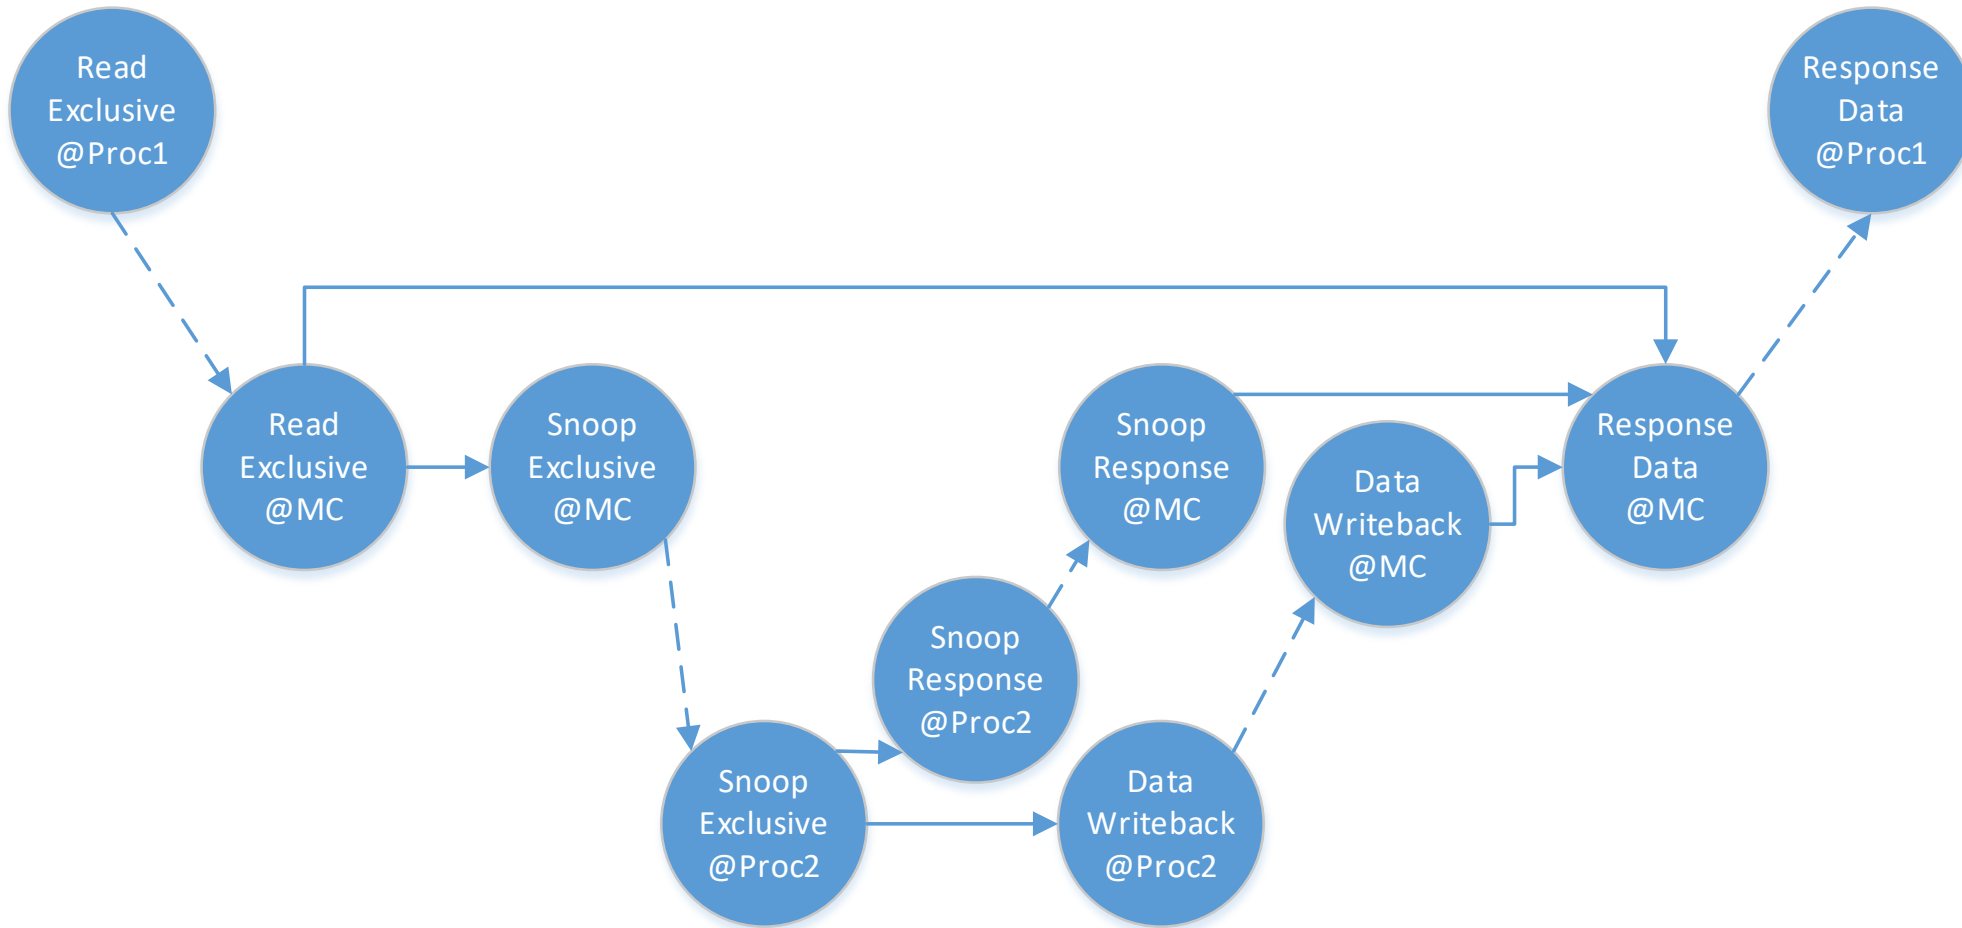 Read
Exclusive
@Proc1
Response
Data
@Proc1
Read
Exclusive
@MC
Snoop
Exclusive
@MC
Snoop
Response
@MC
Data
Writeback
@MC
Response
Data
@MC
Snoop
Response
@Proc2
Snoop
Exclusive
@Proc2
Data
Writeback
@Proc2